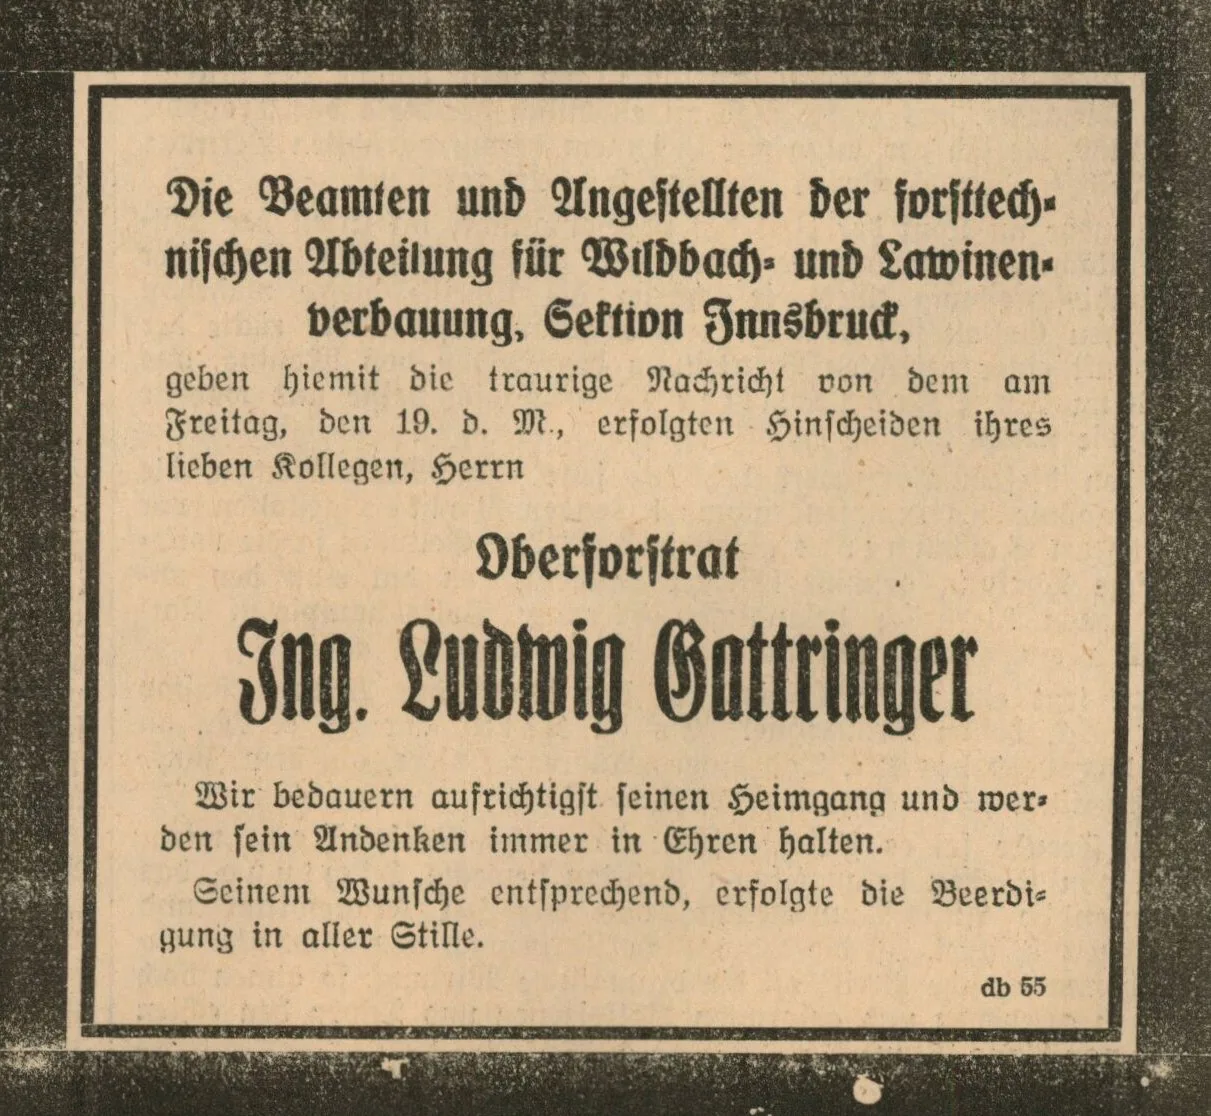 Die Beamten und Angestellten der forsttech-
nischen Abteilung für Wildbach- und Lawinen-
verbauung, Sektion Innsbruck,
geben hiemit die traurige Nachricht von dem am
Freitag, den 19. d. M., erfolgten Hinscheiden ihres
lieben Kollegen, Herrn
Oberforstrat
Ing. Ludwig Gattringer
Wir bedauern aufrichtigst seinen Heimgang und wer-
den sein Andenken immer in Ehren halten.
Seinem Wunsche entsprechend, erfolgte die Beerdi-
gung in aller Stille.
db 55